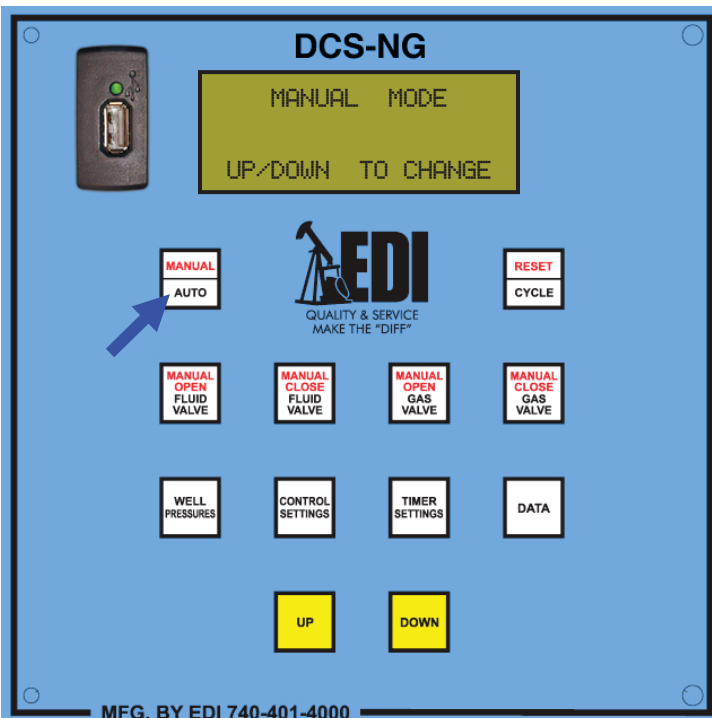 DCS-NG
MANUAL MODE
UP/DOWN TO CHANGE
MANUAL
AUTO
EDI
QUALITY & SERVICE
MAKE THE "DIFF"
RESET
CYCLE
MANUAL
OPEN
FLUID
VALVE
MANUAL
CLOSE
FLUID
VALVE
MANUAL
OPEN
GAS
VALVE
MANUAL
CLOSE
GAS
VALVE
WELL
PRESSURES
CONTROL
SETTINGS
TIMER
SETTINGS
DATA
UP
DOWN
MFG. BY EDI 740-401-4000